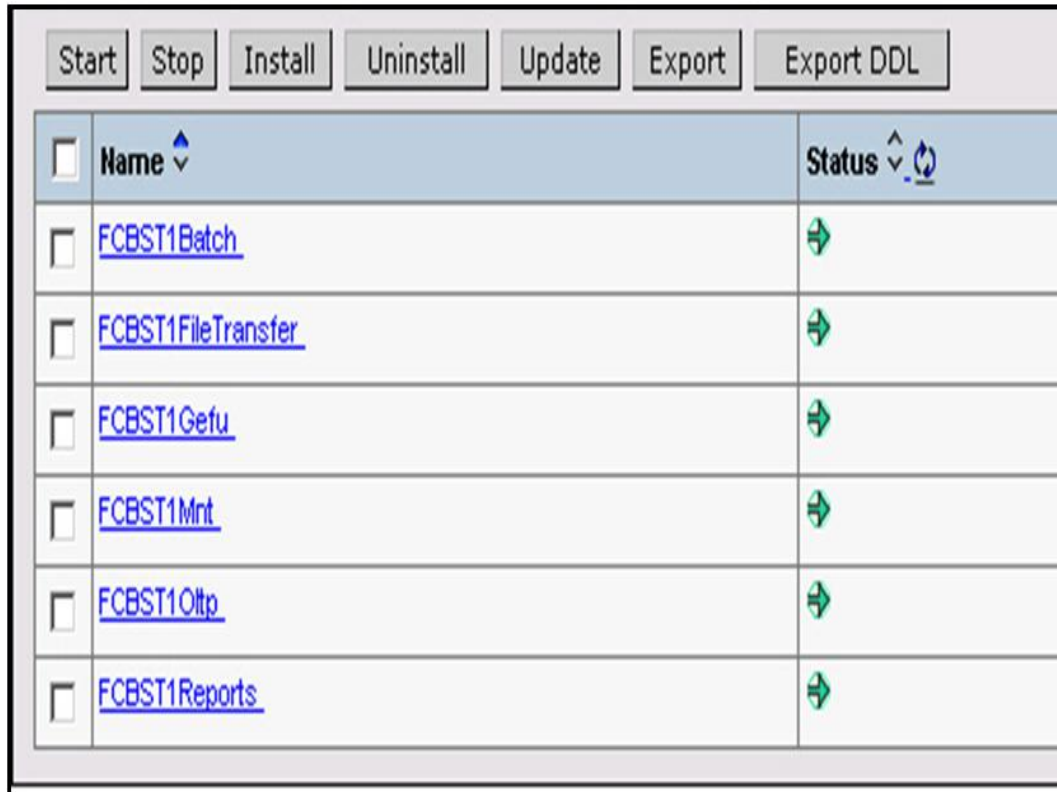 Start Stop Install Uninstall Update Export Export DDL
Name Status
FCBST1Batch
FCBST1FileTransfer
FCBST1Gefu
FCBST1Mnt
FCBST1Oltp
FCBST1Reports